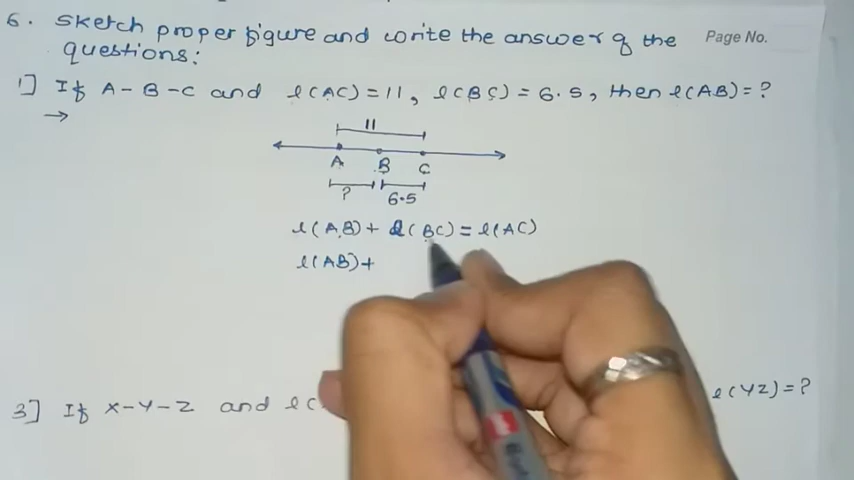 6. Sketch proper figure and write the answer of the
Page No.
questions:
1] If A-B-C and l(AC)=11, l(BC)=6.5, then l(AB)=?
→
11
A B C
? 6.5
l(AB)+ l(BC)=l(AC)
l(AB)+
3] If X-Y-Z and l(
l(YZ)=?